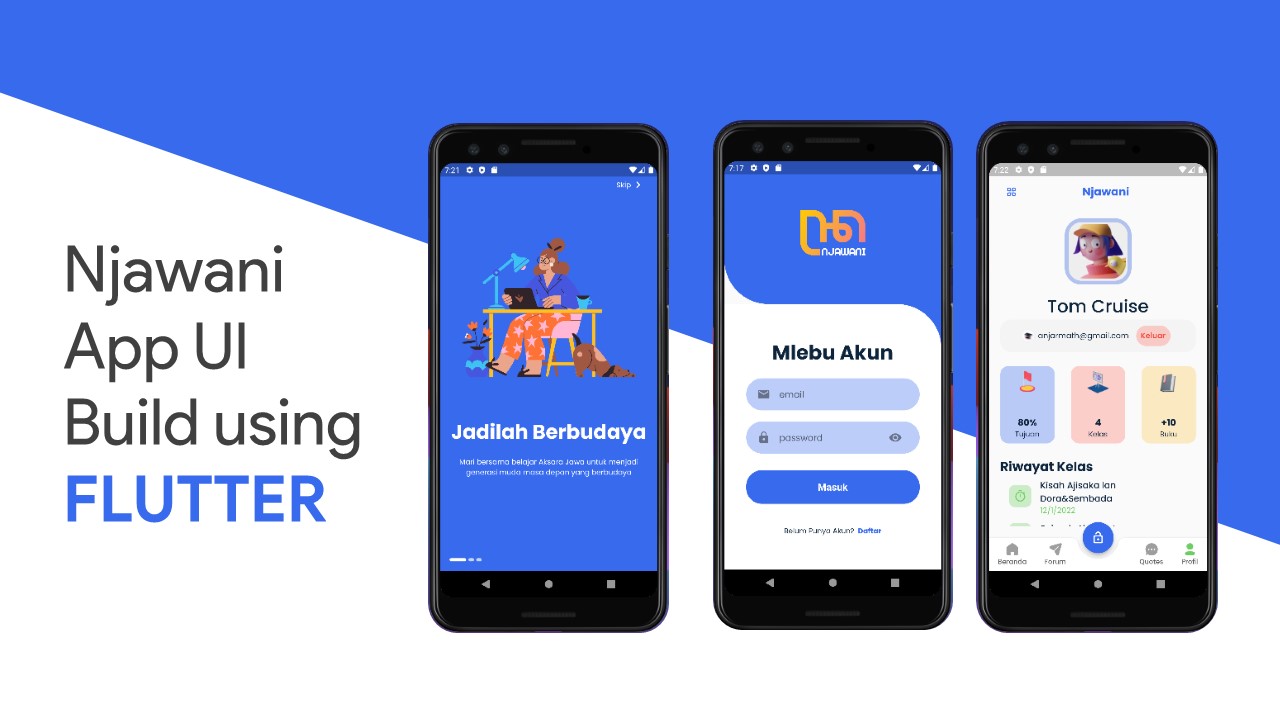 Njawani
App UI
Build using
FLUTTER
7:21
Skip
Jadilah Berbudaya
Mari bersama belajar Aksara Jawa untuk menjadi
generasi muda masa depan yang berbudaya
7:17
NJAWANI
Mlebu Akun
email
password
Masuk
Belum Punya Akun? Daftar
7:22
Njawani
Tom Cruise
anjarmath@gmail.com Keluar
80% 4 +10
Tujuan Kelas Buku
Riwayat Kelas
Kisah Ajisaka lan
Dora&Sembada
12/1/2022
Beranda Forum Quotes Profil